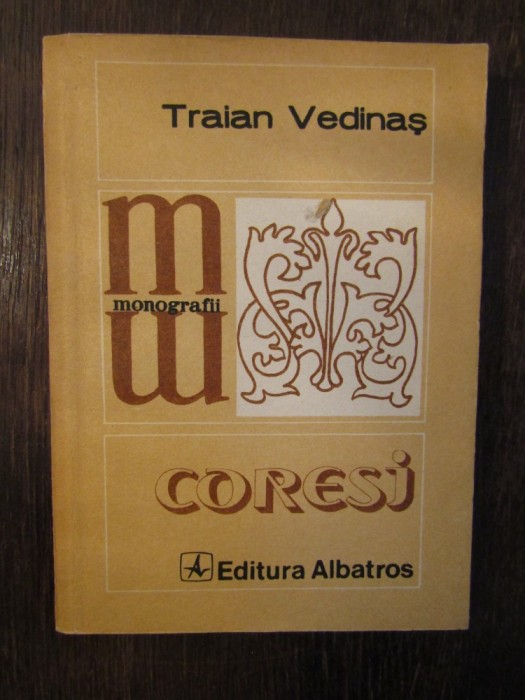 Traian Vedinaş
m
monografii
m
CORESI
Editura Albatros